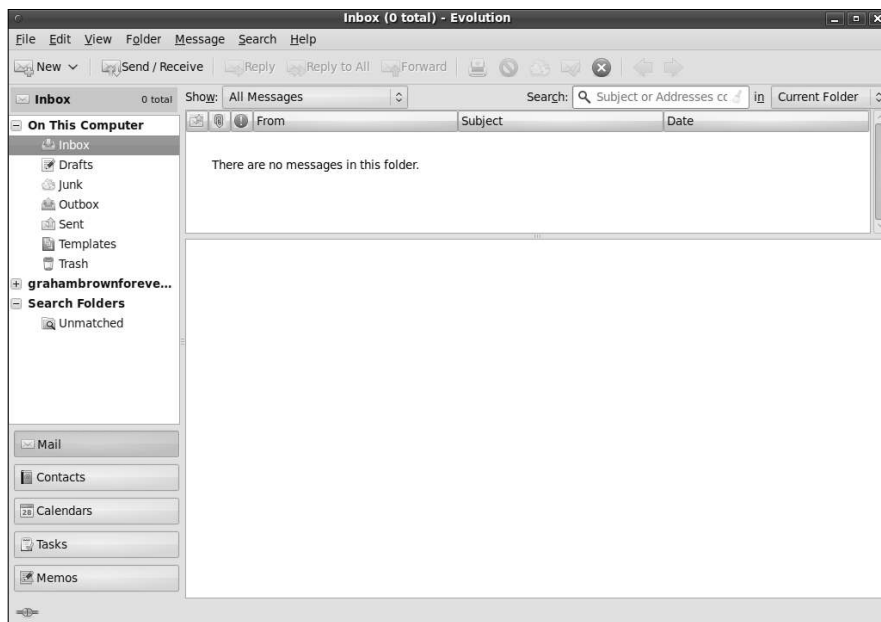 Inbox (0 total) - Evolution
File Edit View Folder Message Search Help
New Send / Receive Reply Reply to All Forward
Inbox 0 total Show: All Messages Search: Subject or Addresses cc in Current Folder
From Subject Date
On This Computer
Inbox
There are no messages in this folder.
Drafts
Junk
Outbox
Sent
Templates
Trash
grahambrownforeve...
Search Folders
Unmatched
Mail
Contacts
28 Calendars
Tasks
Memos